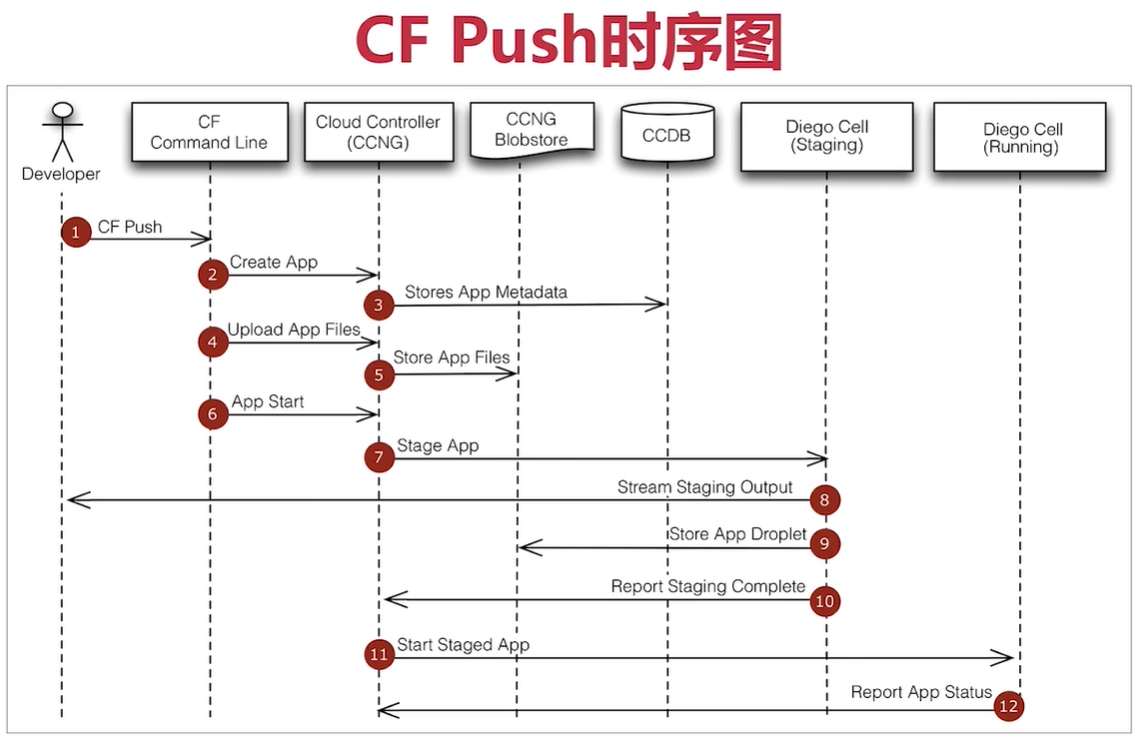 CF Push时序图
Developer
CF
Command Line
Cloud Controller
(CCNG)
CCNG
Blobstore
CCDB
Diego Cell
(Staging)
Diego Cell
(Running)
1 CF Push
2 Create App
3 Stores App Metadata
4 Upload App Files
5 Store App Files
6 App Start
7 Stage App
Stream Staging Output 8
Store App Droplet 9
Report Staging Complete 10
11 Start Staged App
Report App Status 12